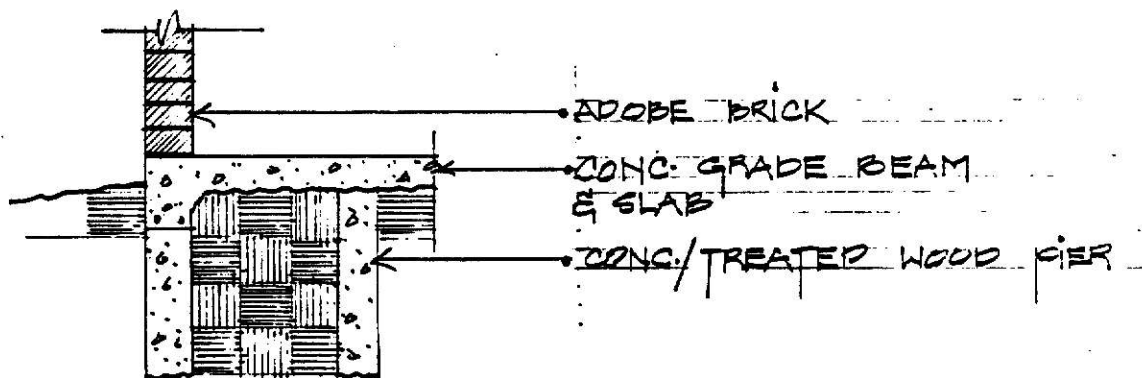 ADOBE BRICK
CONC. GRADE BEAM
& SLAB
CONC./TREATED WOOD PIER